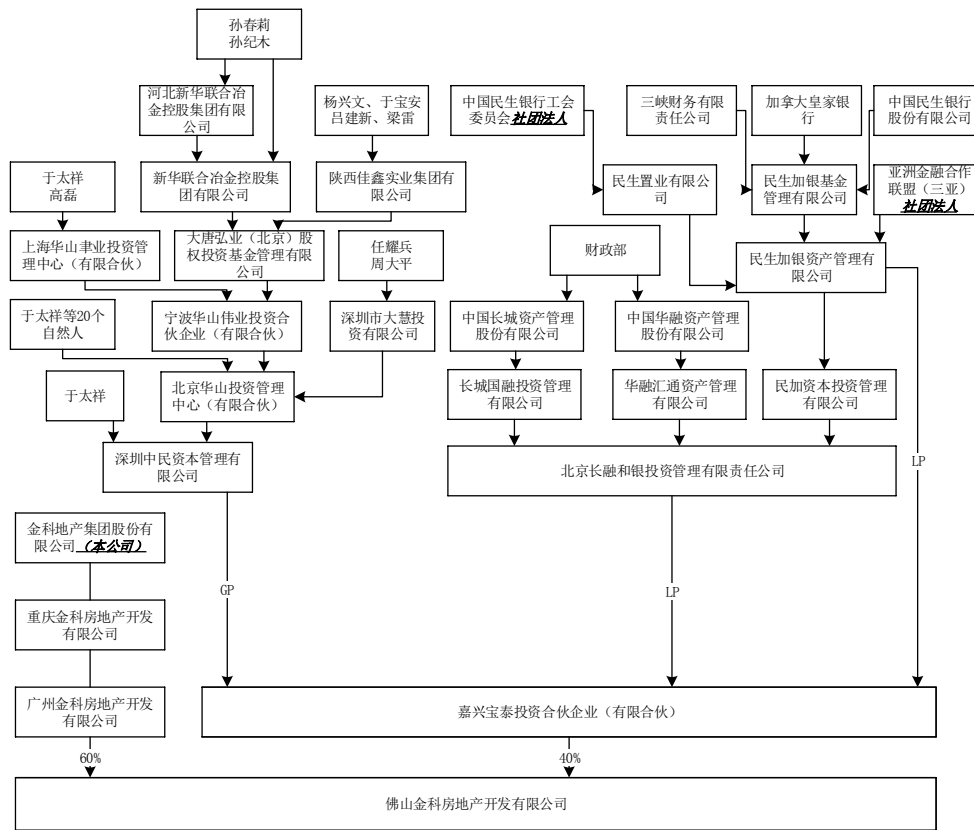 孙春莉
孙纪木
河北新华联合冶
金控股集团有限
公司
杨兴文、于宝安
吕建新、梁雷
中国民生银行工会
委员会社团法人
三峡财务有限
责任公司
加拿大皇家银
行
中国民生银行
股份有限公司
于太祥
高磊
新华联合冶金控股集
团有限公司
陕西佳鑫实业集团有
限公司
民生置业有限公
司
民生加银基金
管理有限公司
亚洲金融合作
联盟（三亚）
社团法人
上海华山聿业投资管
理中心（有限合伙）
大唐弘业（北京）股
权投资基金管理有限
公司
任耀兵
周大平
财政部
民生加银资产管理有
限公司
于太祥等20个
自然人
宁波华山伟业投资合
伙企业（有限合伙）
深圳市大慧投
资有限公司
中国长城资产管理
股份有限公司
中国华融资产管理
股份有限公司
于太祥
北京华山投资管理
中心（有限合伙）
长城国融投资管理
有限公司
华融汇通资产管理
有限公司
民加资本投资管理
有限公司
深圳中民资本管理有
限公司
北京长融和银投资管理有限责任公司
LP
金科地产集团股份有
限公司（本公司）
GP
LP
重庆金科房地产开发
有限公司
广州金科房地产开发
有限公司
嘉兴宝泰投资合伙企业（有限合伙）
60%
40%
佛山金科房地产开发有限公司